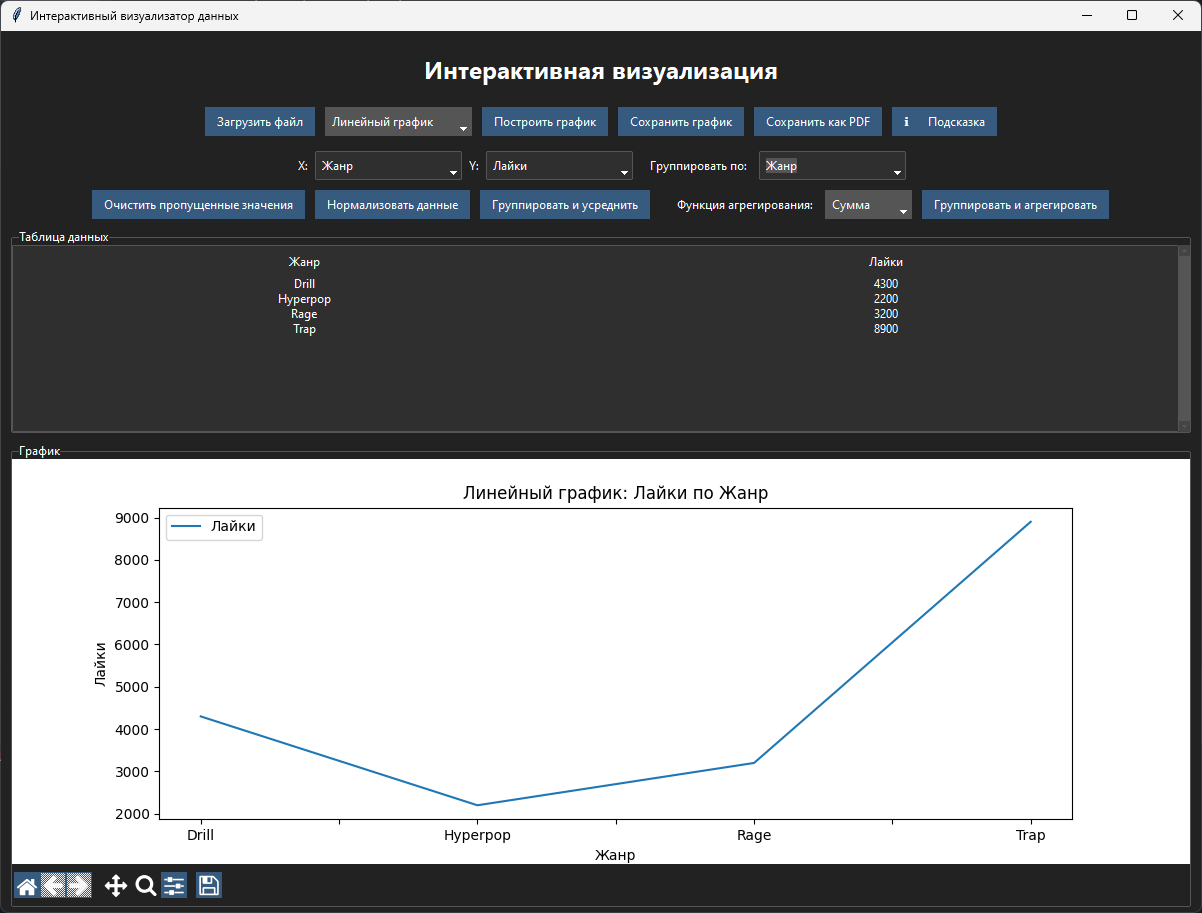 Интерактивный визуализатор данных
Интерактивная визуализация
Загрузить файл Линейный график Построить график Сохранить график Сохранить как PDF i Подсказка
X: Жанр Y: Лайки Группировать по: Жанр
Очистить пропущенные значения Нормализовать данные Группировать и усреднить Функция агрегирования: Сумма Группировать и агрегировать
Таблица данных
Жанр Лайки
Drill 4300
Hyperpop 2200
Rage 3200
Trap 8900
График
Линейный график: Лайки по Жанр
Лайки
9000
8000
7000
6000
5000
4000
3000
2000
Лайки
Drill Hyperpop Rage Trap
Жанр